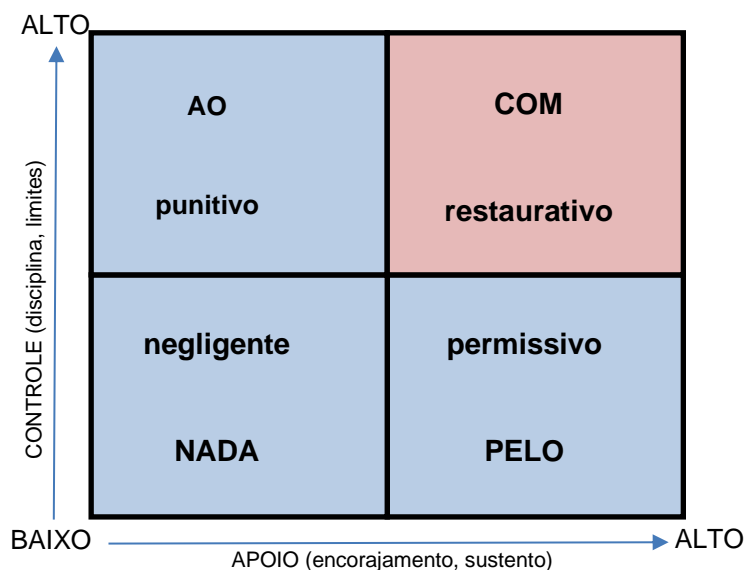 ALTO
AO
COM
punitivo
restaurativo
CONTROLE (disciplina, limites)
negligente
permissivo
NADA
PELO
BAIXO
ALTO
APOIO (encorajamento, sustento)